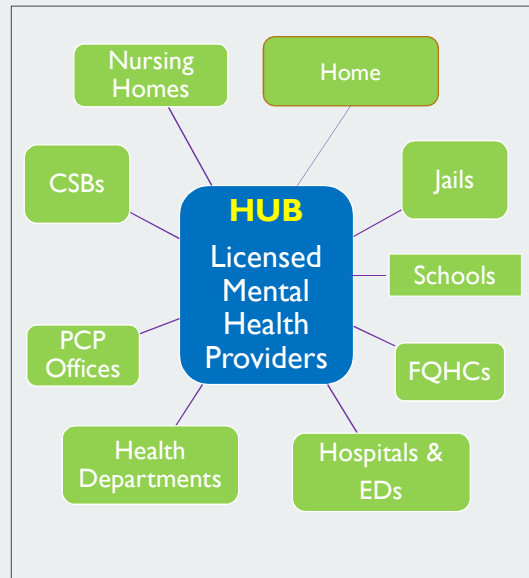 Nursing
Homes
Home
CSBs
Jails
HUB
Licensed
Mental
Health
Providers
Schools
PCP
Offices
FQHCs
Health
Departments
Hospitals &
EDs